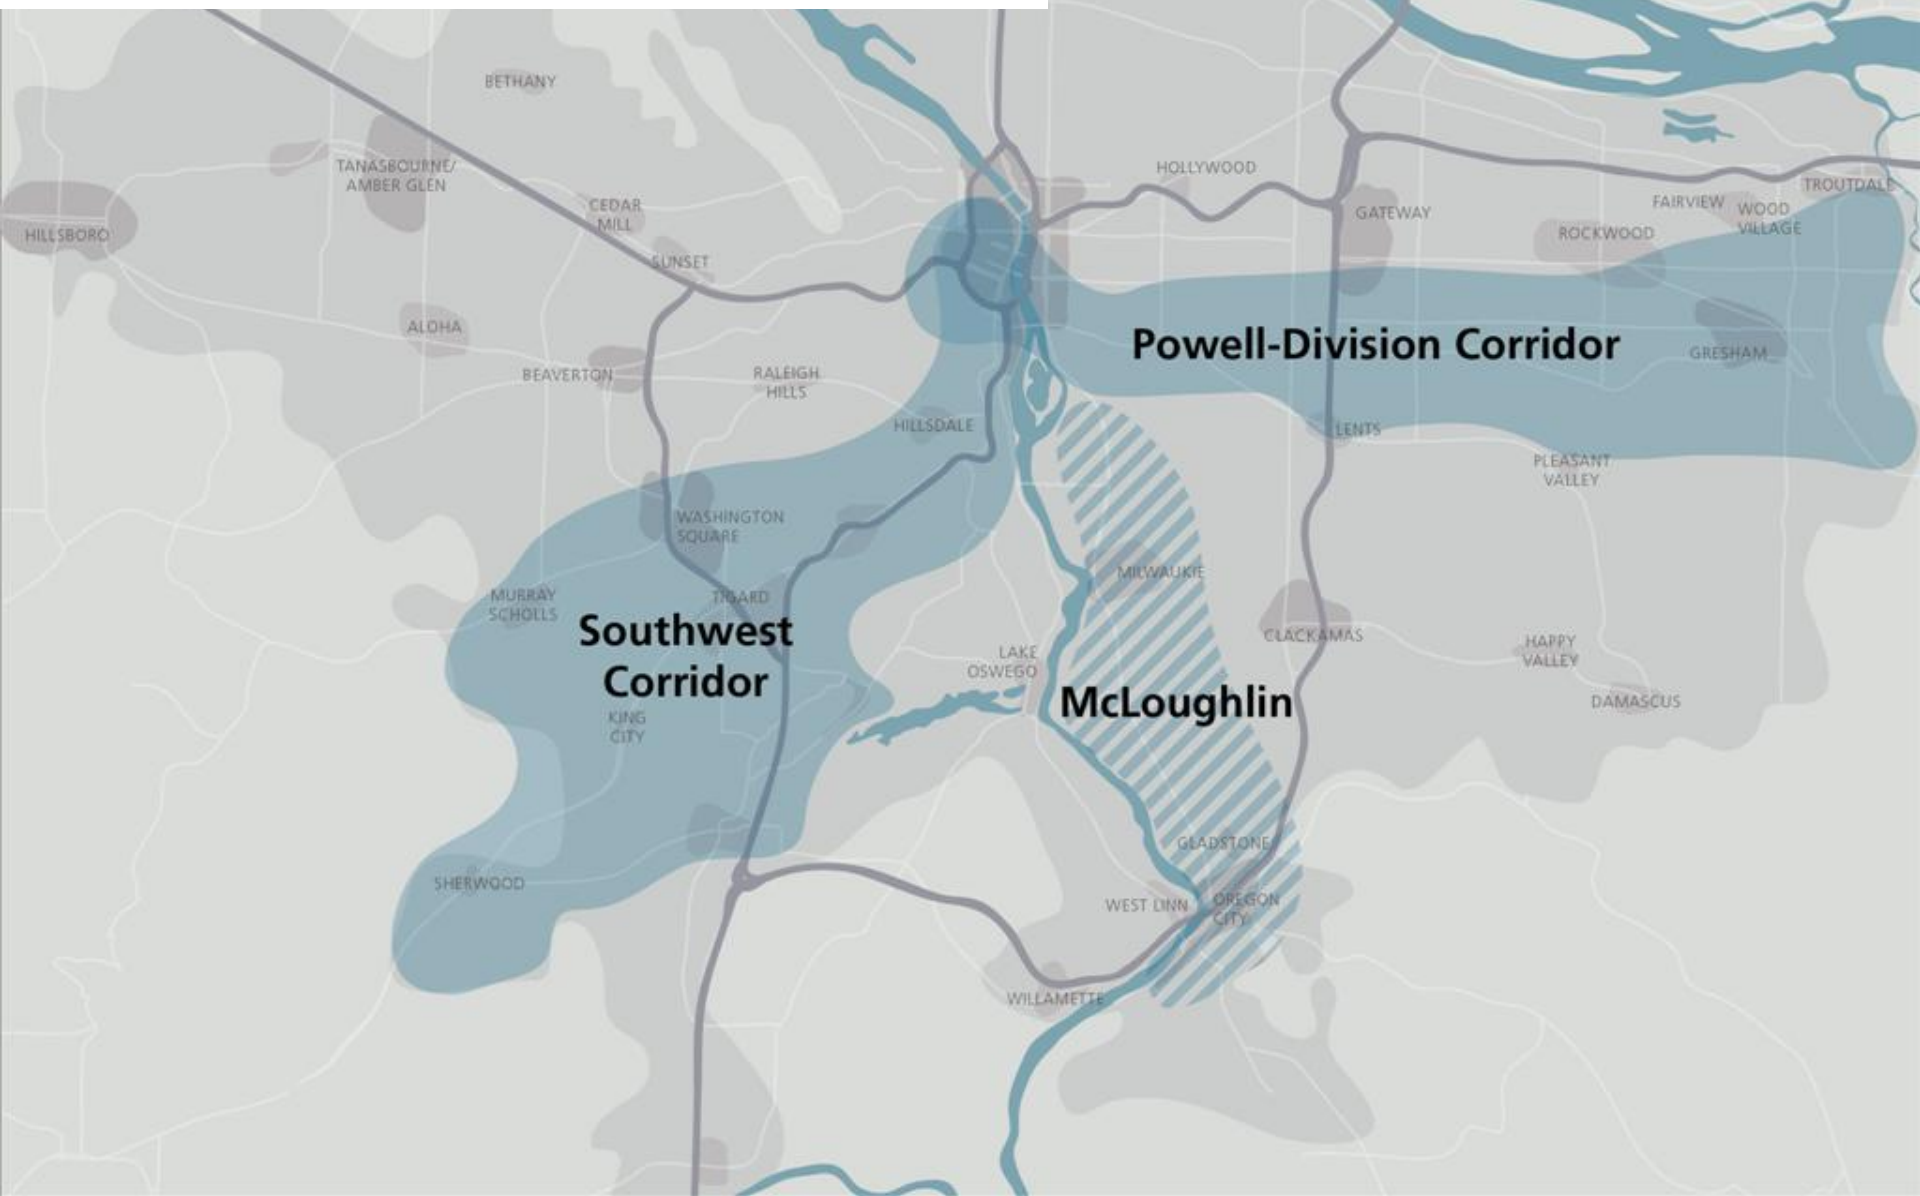 BETHANY
TANASBOURNE/
AMBER GLEN
HOLLYWOOD
TROUTDALE
CEDAR
MILL
FAIRVIEW
WOOD
VILLAGE
GATEWAY
HILLSBORO
ROCKWOOD
SUNSET
ALOHA
Powell-Division Corridor
GRESHAM
BEAVERTON
RALEIGH
HILLS
HILLSDALE
LENTS
PLEASANT
VALLEY
WASHINGTON
SQUARE
MILWAUKIE
MURRAY
SCHOLLS
TIGARD
Southwest
Corridor
CLACKAMAS
HAPPY
VALLEY
LAKE
OSWEGO
McLoughlin
DAMASCUS
KING
CITY
GLADSTONE
SHERWOOD
WEST LINN
OREGON
CITY
WILLAMETTE